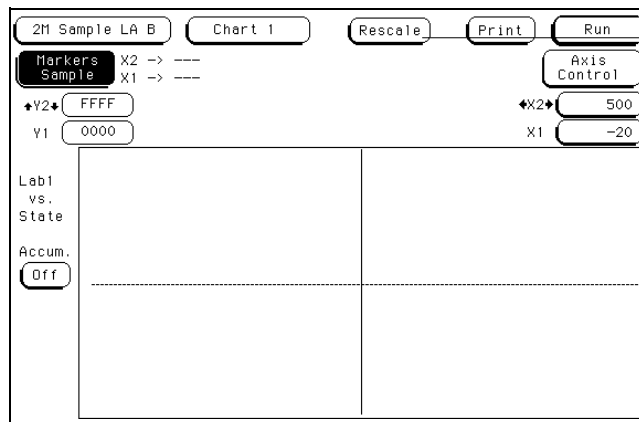 2M Sample LA B Chart 1 Rescale Print Run
Markers Sample X2 -> ---
X1 -> ---
Axis Control
Y2 FFFF X2 500
Y1 0000 X1 -20
Lab1
vs.
State
Accum.
Off